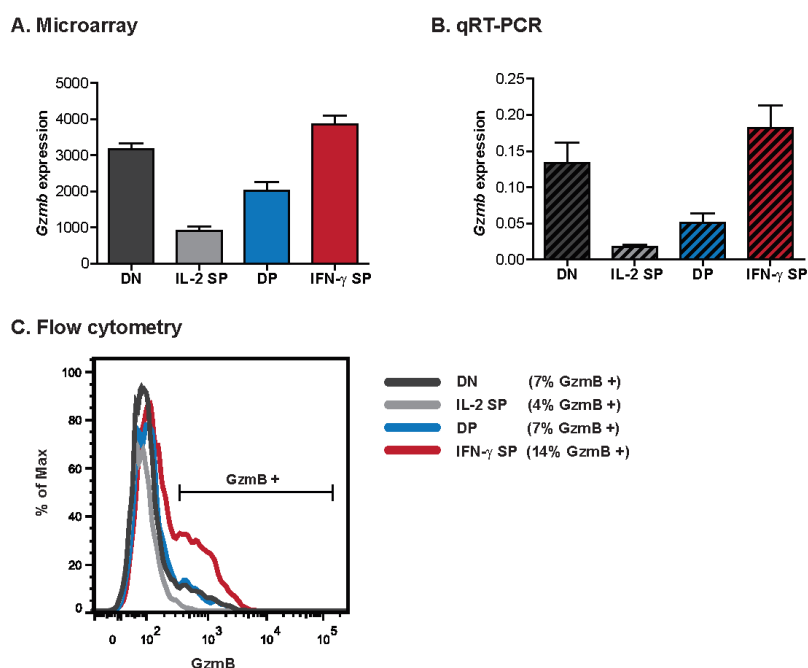 A. Microarray
Gzmb expression
5000
4000
3000
2000
1000
0
DN IL-2 SP DP IFN-γ SP
B. qRT-PCR
Gzmb expression
0.25
0.20
0.15
0.10
0.05
0.00
DN IL-2 SP DP IFN-γ SP
C. Flow cytometry
% of Max
100
80
60
40
20
0
GzmB +
0 10² 10³ 10⁴ 10⁵
GzmB
DN (7% GzmB +)
IL-2 SP (4% GzmB +)
DP (7% GzmB +)
IFN-γ SP (14% GzmB +)